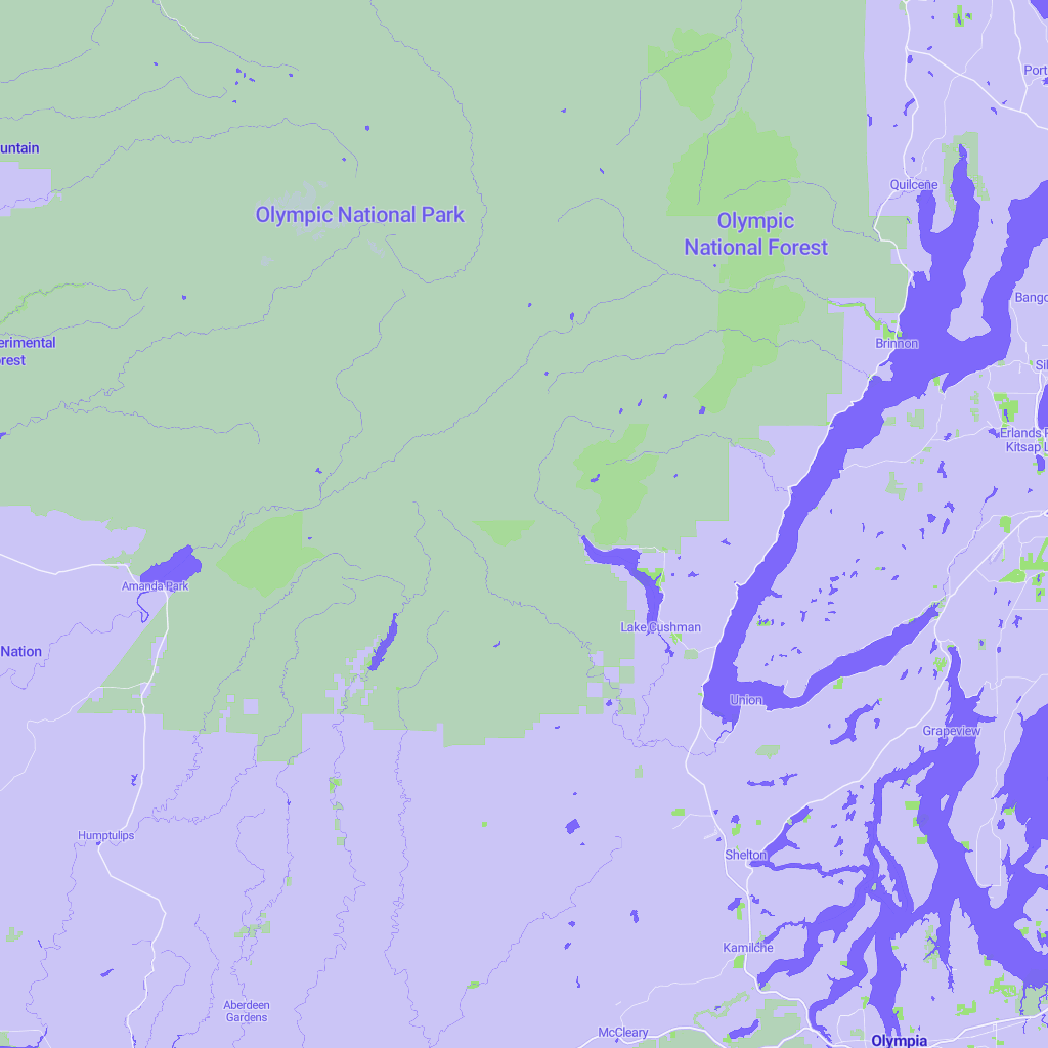 Port
untain
Quilcene
Olympic National Park
Olympic
National Forest
Bango
erimental
orest
Brinnon
Sil
Erlands P
Kitsap L
Amanda Park
Lake Cushman
Nation
Union
Grapeview
Humptulips
Shelton
Kamilche
Aberdeen
Gardens
McCleary
Olympia